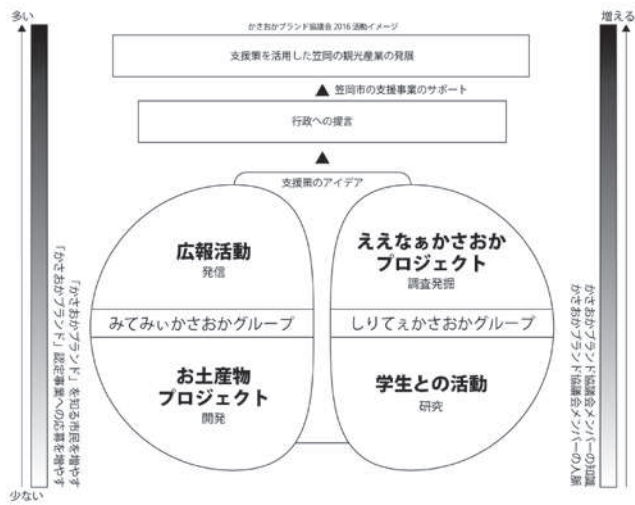 かさおかブランド協議会2016活動イメージ
多い
増える
支援策を活用した笠岡の観光産業の発展
▲ 笠岡市の支援事業のサポート
行政への提言
▲
支援策のアイデア
広報活動
発信
ええなぁかさおか
プロジェクト
調査発掘
みてみぃかさおかグループ
しりてぇかさおかグループ
お土産物
プロジェクト
開発
学生との活動
研究
「かさおかブランド」を知る市民を増やす
「かさおかブランド」認定事業への応募を増やす
かさおかブランド協議会メンバーの知識
かさおかブランド協議会メンバーの人脈
少ない